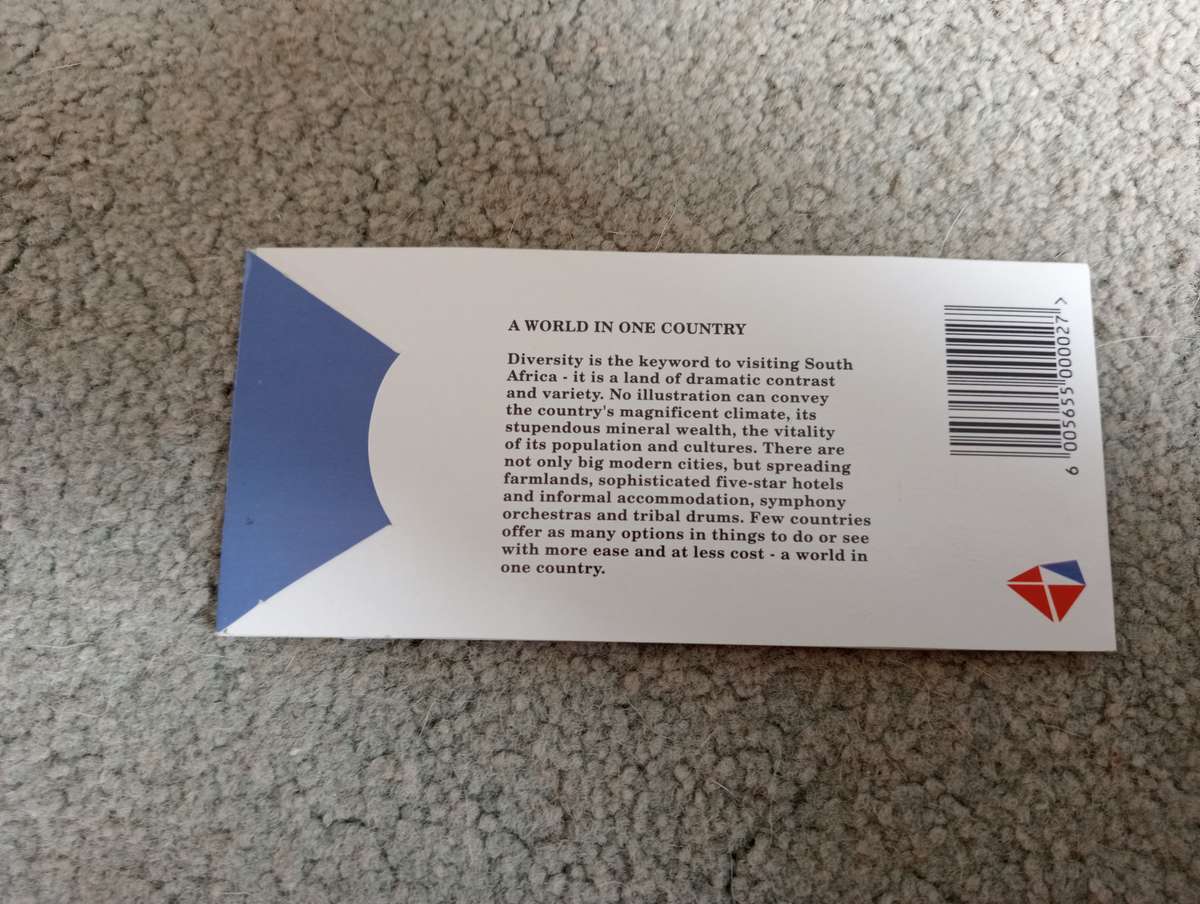 A WORLD IN ONE COUNTRY
Diversity is the keyword to visiting South
Africa - it is a land of dramatic contrast
and variety. No illustration can convey
the country's magnificent climate, its
stupendous mineral wealth, the vitality
of its population and cultures. There are
not only big modern cities, but spreading
farmlands, sophisticated five-star hotels
and informal accommodation, symphony
orchestras and tribal drums. Few countries
offer as many options in things to do or see
with more ease and at less cost - a world in
one country.
6 005655 000027 >